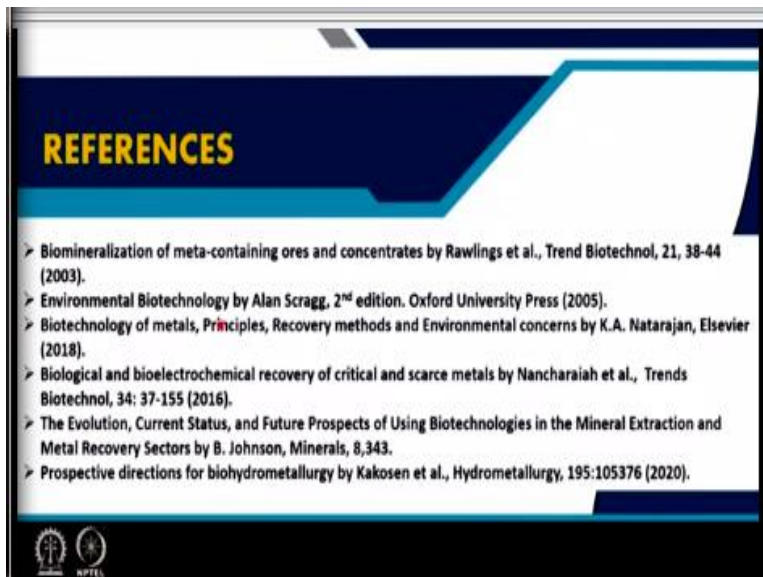 REFERENCES
➢ Biomineralization of meta-containing ores and concentrates by Rawlings et al., Trend Biotechnol, 21, 38-44
(2003).
➢ Environmental Biotechnology by Alan Scragg, 2nd edition. Oxford University Press (2005).
➢ Biotechnology of metals, Principles, Recovery methods and Environmental concerns by K.A. Natarajan, Elsevier
(2018).
➢ Biological and bioelectrochemical recovery of critical and scarce metals by Nancharaiah et al., Trends
Biotechnol, 34: 37-155 (2016).
➢ The Evolution, Current Status, and Future Prospects of Using Biotechnologies in the Mineral Extraction and
Metal Recovery Sectors by B. Johnson, Minerals, 8,343.
➢ Prospective directions for biohydrometallurgy by Kakosen et al., Hydrometallurgy, 195:105376 (2020).
NPTEL